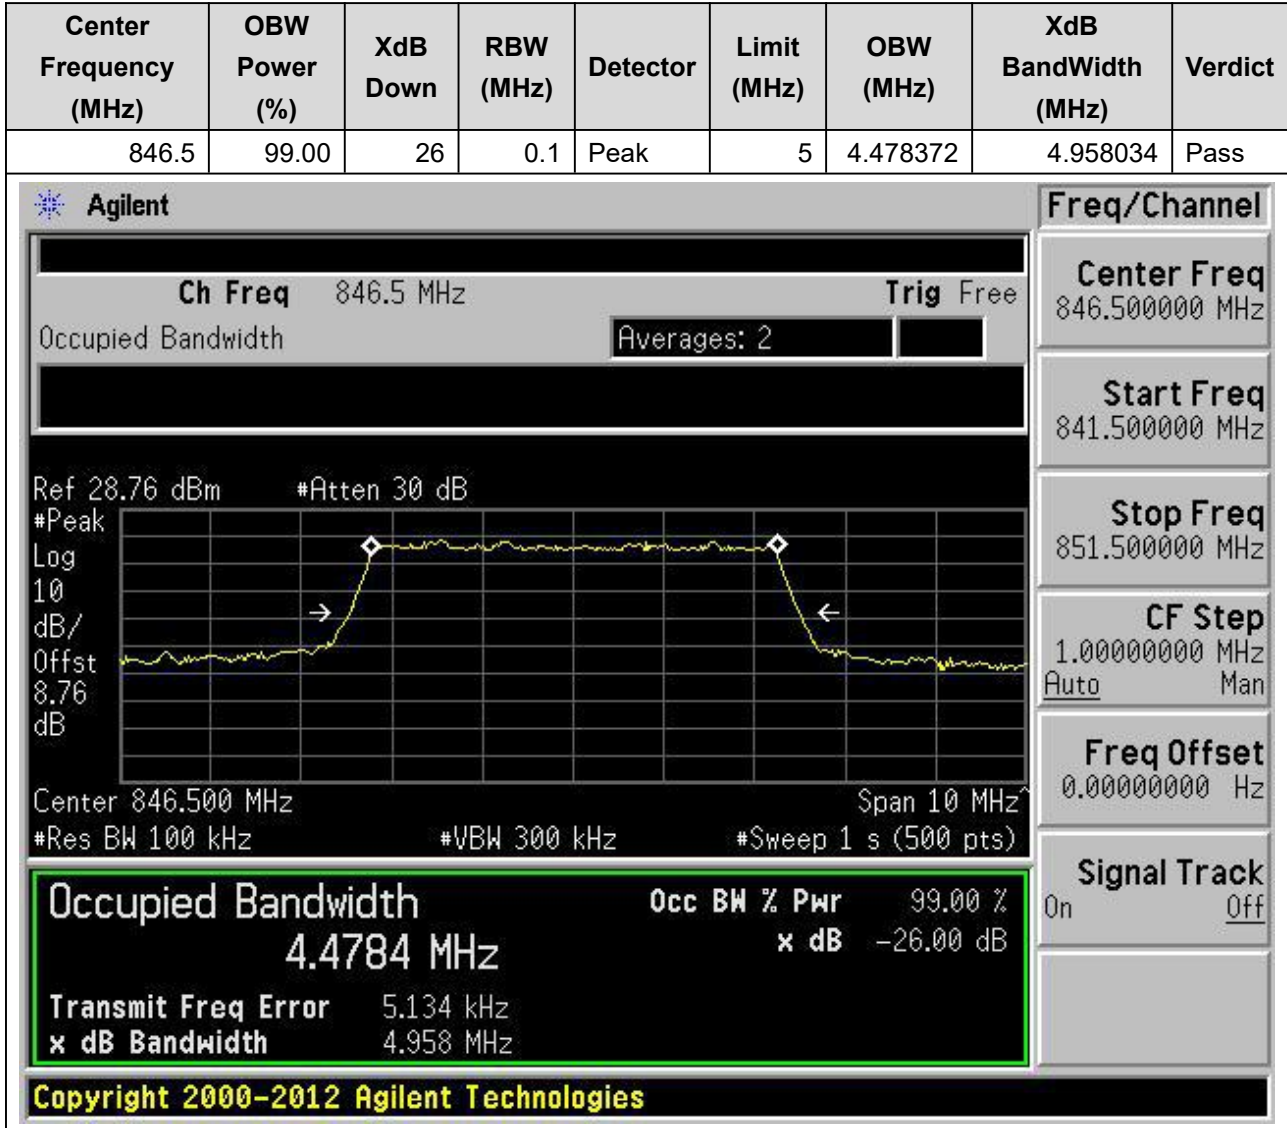 Center Frequency (MHz) OBW Power (%) XdB Down RBW (MHz) Detector Limit (MHz) OBW (MHz) XdB BandWidth (MHz) Verdict
846.5 99.00 26 0.1 Peak 5 4.478372 4.958034 Pass
Agilent
Freq/Channel
Ch Freq 846.5 MHz Trig Free
Occupied Bandwidth Averages: 2
Ref 28.76 dBm #Atten 30 dB
#Peak
Log
10
dB/
Offst
8.76
dB
Center 846.500 MHz Span 10 MHz^
#Res BW 100 kHz #VBW 300 kHz #Sweep 1 s (500 pts)
Occupied Bandwidth Occ BW % Pwr 99.00 %
4.4784 MHz x dB -26.00 dB
Transmit Freq Error 5.134 kHz
x dB Bandwidth 4.958 MHz
Copyright 2000-2012 Agilent Technologies
Center Freq
846.500000 MHz
Start Freq
841.500000 MHz
Stop Freq
851.500000 MHz
CF Step
1.00000000 MHz
Auto Man
Freq Offset
0.00000000 Hz
Signal Track
On Off